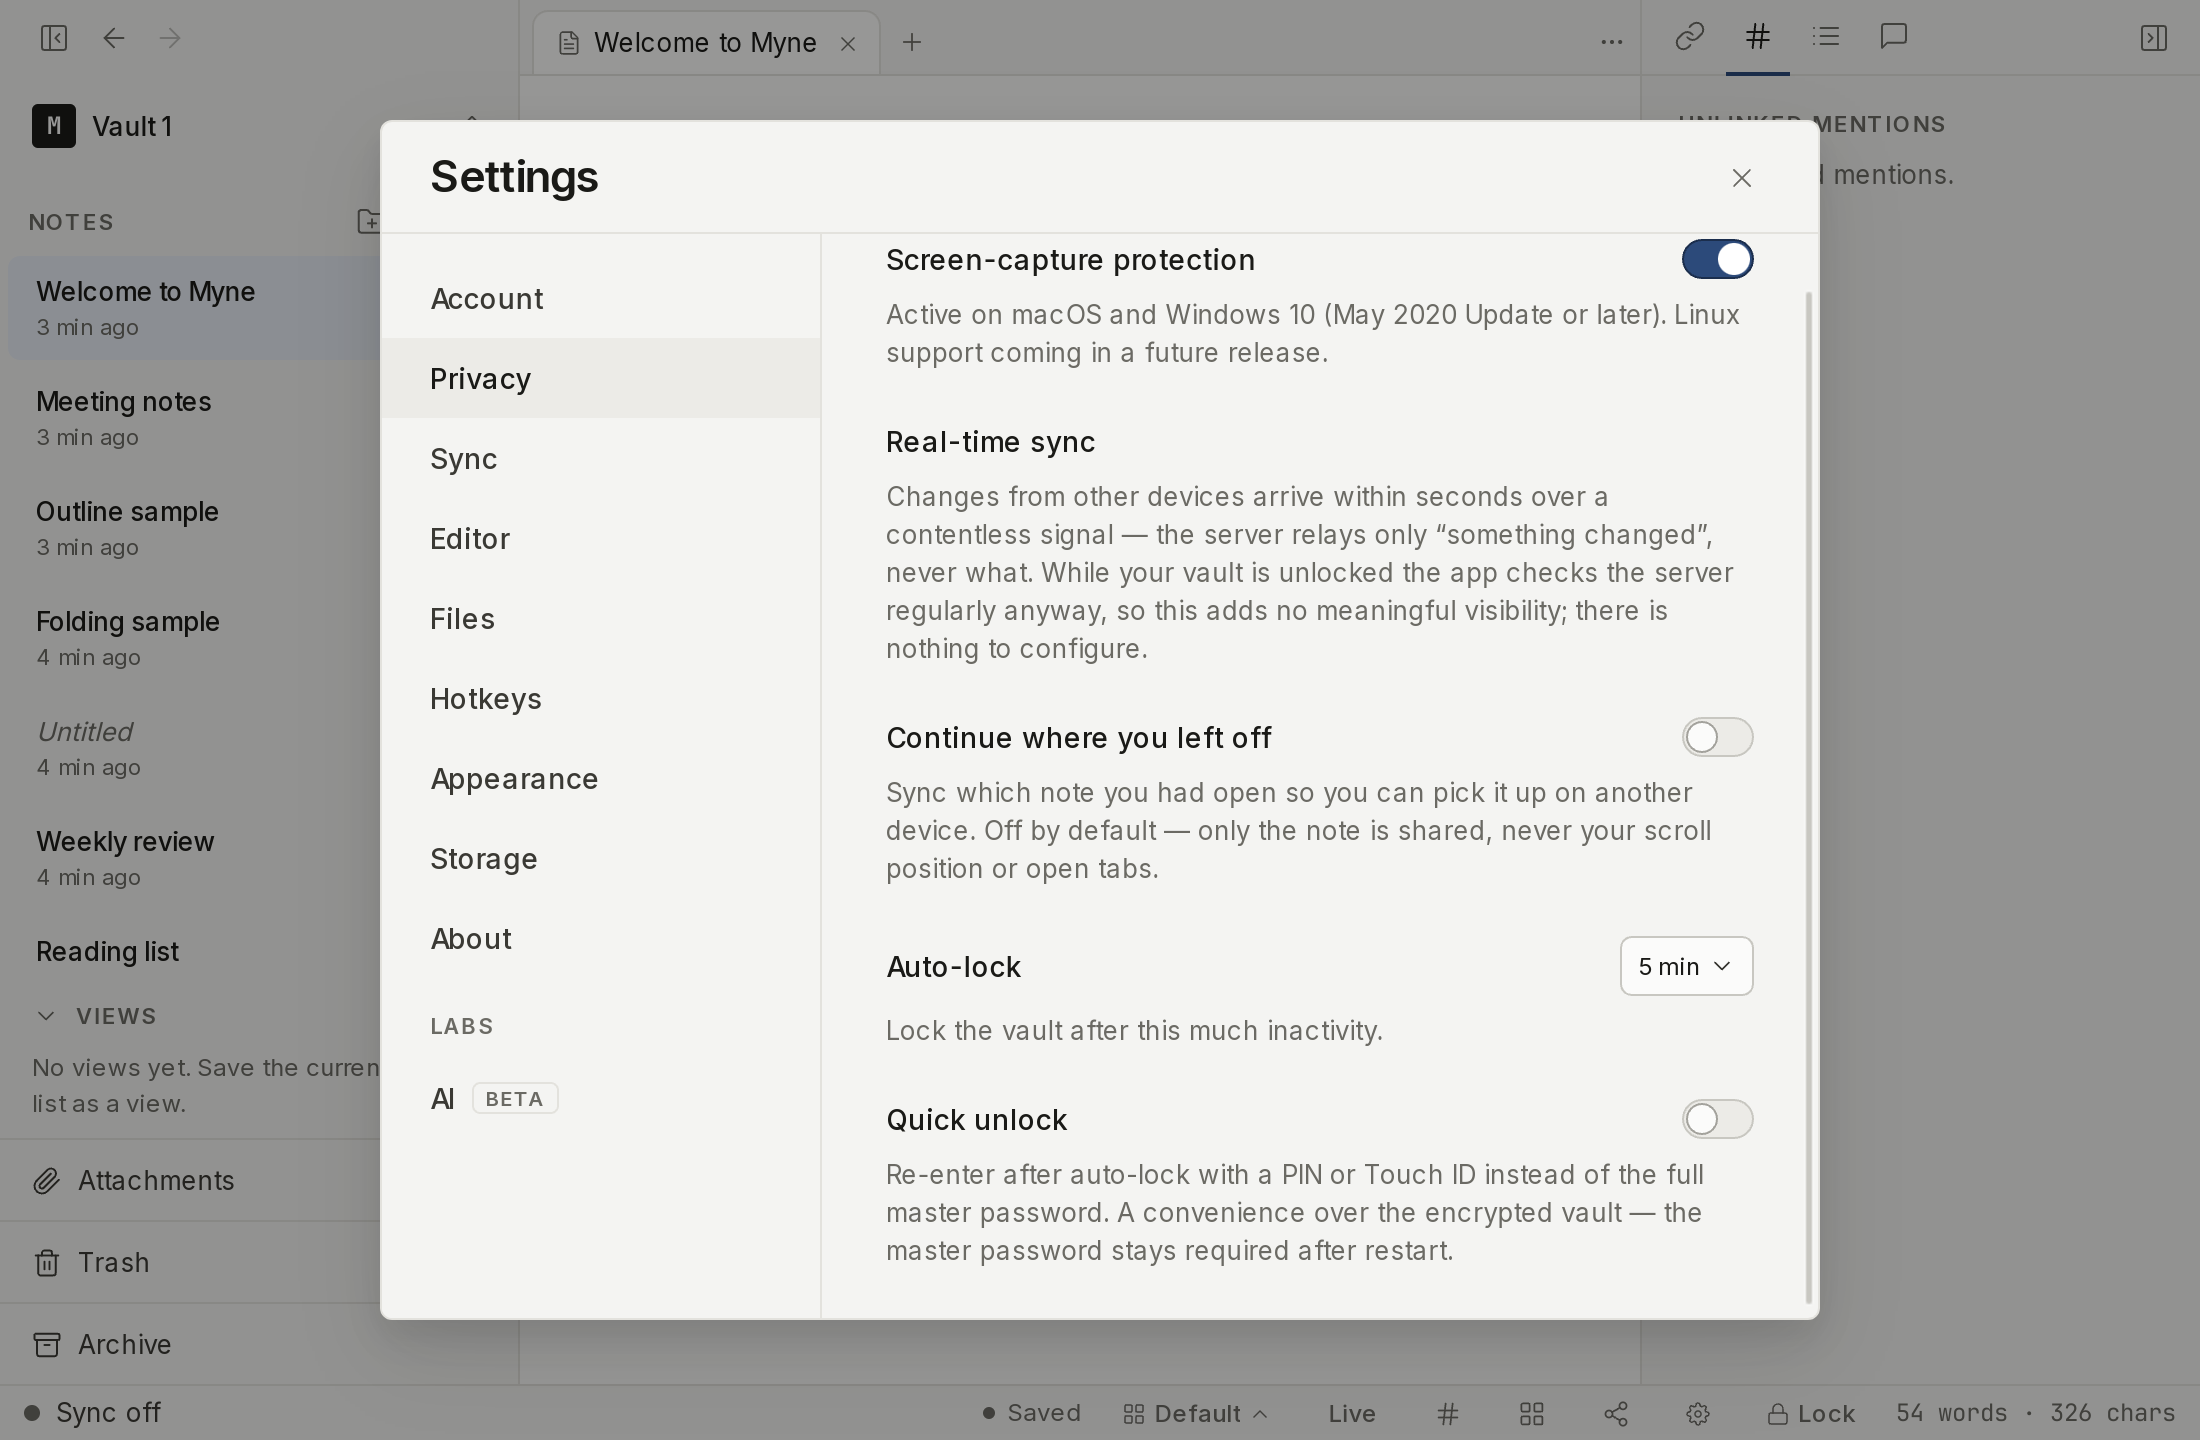 Welcome to Myne
M
Vault 1
NOTES
Welcome to Myne
3 min ago
Meeting notes
3 min ago
Outline sample
3 min ago
Folding sample
4 min ago
Untitled
4 min ago
Weekly review
4 min ago
Reading list
VIEWS
No views yet. Save the curren
list as a view.
Attachments
Trash
Archive
Sync off
Settings
Account
Privacy
Sync
Editor
Files
Hotkeys
Appearance
Storage
About
LABS
AI BETA
Screen-capture protection
Active on macOS and Windows 10 (May 2020 Update or later). Linux
support coming in a future release.
Real-time sync
Changes from other devices arrive within seconds over a
contentless signal — the server relays only “something changed”,
never what. While your vault is unlocked the app checks the server
regularly anyway, so this adds no meaningful visibility; there is
nothing to configure.
Continue where you left off
Sync which note you had open so you can pick it up on another
device. Off by default — only the note is shared, never your scroll
position or open tabs.
Auto-lock
5 min
Lock the vault after this much inactivity.
Quick unlock
Re-enter after auto-lock with a PIN or Touch ID instead of the full
master password. A convenience over the encrypted vault — the
master password stays required after restart.
UNLINKED MENTIONS
mentions.
Saved
Default
Live
Lock
54 words · 326 chars